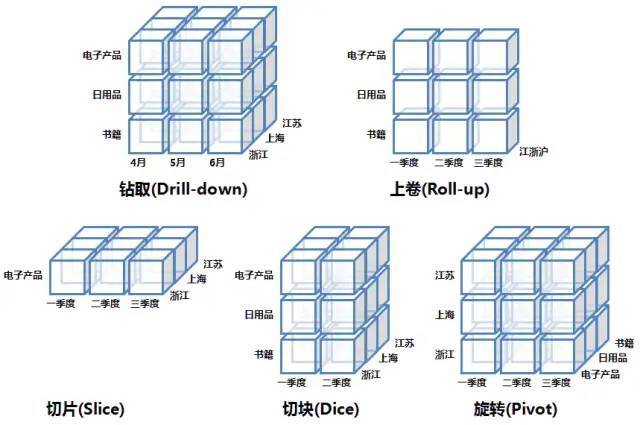 电子产品
日用品
书籍
4月 5月 6月
江苏
上海
浙江
钻取(Drill-down)
电子产品
日用品
书籍
一季度 二季度 三季度
江浙沪
上卷(Roll-up)
电子产品
一季度 二季度 三季度
江苏
上海
浙江
切片(Slice)
电子产品
日用品
书籍
一季度 二季度
江苏
上海
浙江
切块(Dice)
江苏
上海
浙江
一季度 二季度 三季度
书籍
日用品
电子产品
旋转(Pivot)